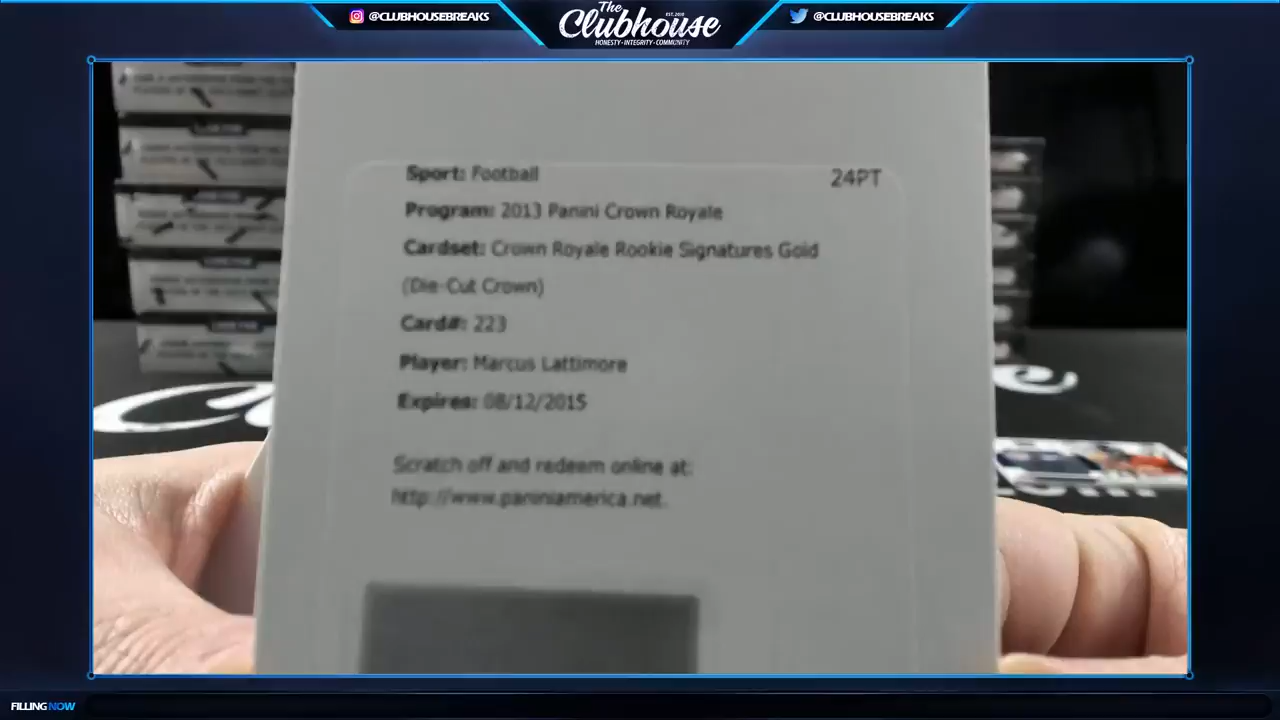 @CLUBHOUSEBREAKS
The
Clubhouse
EST. 2018
HONESTY • INTEGRITY • COMMUNITY
@CLUBHOUSEBREAKS
Sport: Football
24PT
Program: 2013 Panini Crown Royale
Cardset: Crown Royale Rookie Signatures Gold
(Die-Cut Crown)
Card#: 223
Player: Marcus Lattimore
Expires: 08/12/2015
Scratch off and redeem online at:
http://www.paniniamerica.net.
FILLING NOW